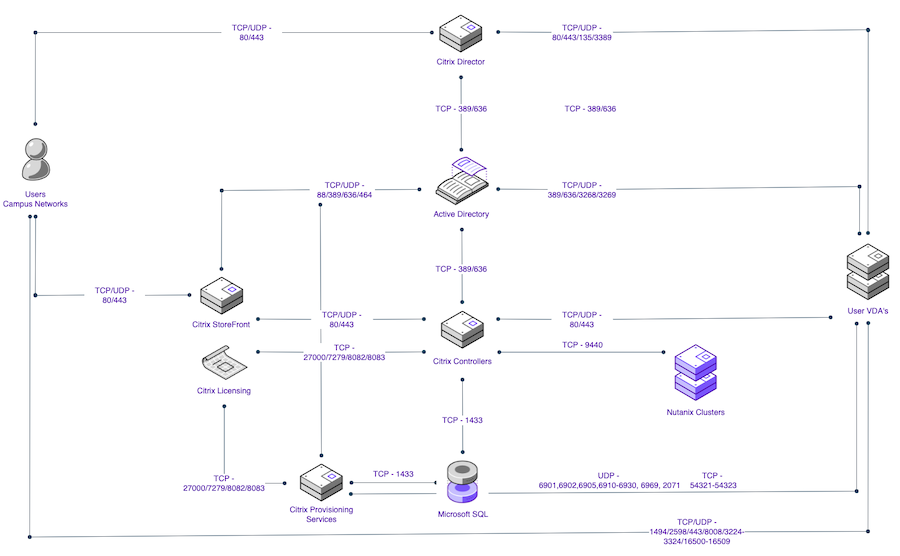 TCP/UDP -
80/443
TCP/UDP -
80/443/135/3389
Citrix Director
TCP - 389/636
TCP - 389/636
Users
Campus Networks
TCP/UDP -
88/389/636/464
TCP/UDP -
389/636/3268/3269
Active Directory
TCP - 389/636
TCP/UDP -
80/443
Citrix StoreFront
TCP/UDP -
80/443
TCP/UDP -
80/443
User VDA's
TCP -
27000/7279/8082/8083
Citrix Controllers
TCP - 9440
Citrix Licensing
Nutanix Clusters
TCP - 1433
TCP -
27000/7279/8082/8083
TCP - 1433
UDP -
6901,6902,6905,6910-6930, 6969, 2071
TCP -
54321-54323
Citrix Provisioning
Services
Microsoft SQL
TCP/UDP -
1494/2598/443/8008/3224-
3324/16500-16509